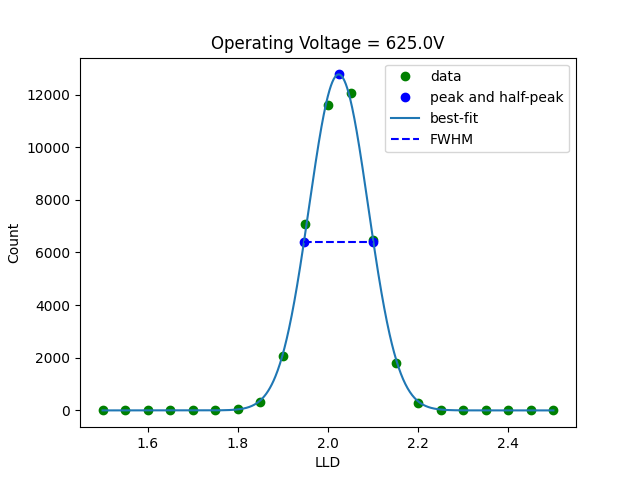 Operating Voltage = 625.0V
data
peak and half-peak
best-fit
FWHM
12000
10000
8000
6000
4000
2000
0
Count
1.6 1.8 2.0 2.2 2.4
LLD